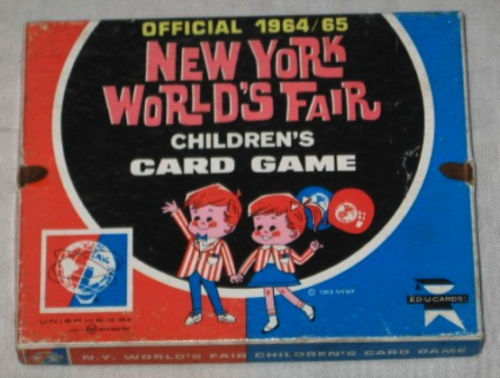 OFFICIAL 1964/65
NEW YORK
WORLD'S FAIR
CHILDREN'S
CARD GAME
UNISPHERE®
ED-U-CARDS
N.Y. WORLD'S FAIR CHILDREN'S CARD GAME